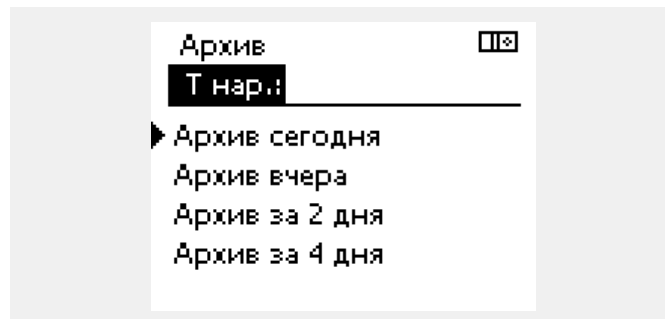 Архив
Т нар.:
Архив сегодня
Архив вчера
Архив за 2 дня
Архив за 4 дня